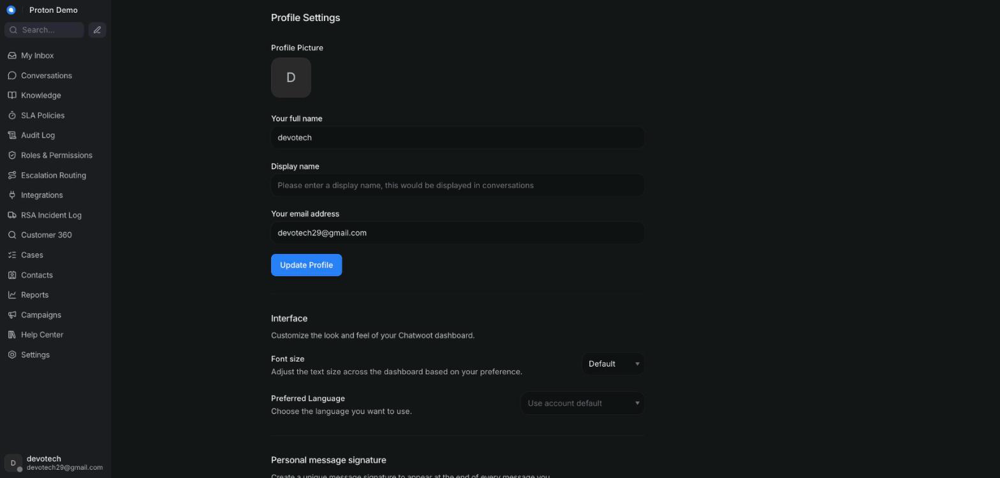 Proton Demo
Search...
My Inbox
Conversations
Knowledge
SLA Policies
Audit Log
Roles & Permissions
Escalation Routing
Integrations
RSA Incident Log
Customer 360
Cases
Contacts
Reports
Campaigns
Help Center
Settings
D
devotech
devotech29@gmail.com
Profile Settings
Profile Picture
D
Your full name
devotech
Display name
Please enter a display name, this would be displayed in conversations
Your email address
devotech29@gmail.com
Update Profile
Interface
Customize the look and feel of your Chatwoot dashboard.
Font size
Adjust the text size across the dashboard based on your preference.
Default
Preferred Language
Choose the language you want to use.
Use account default
Personal message signature
Create a unique message signature to appear at the end of every message you